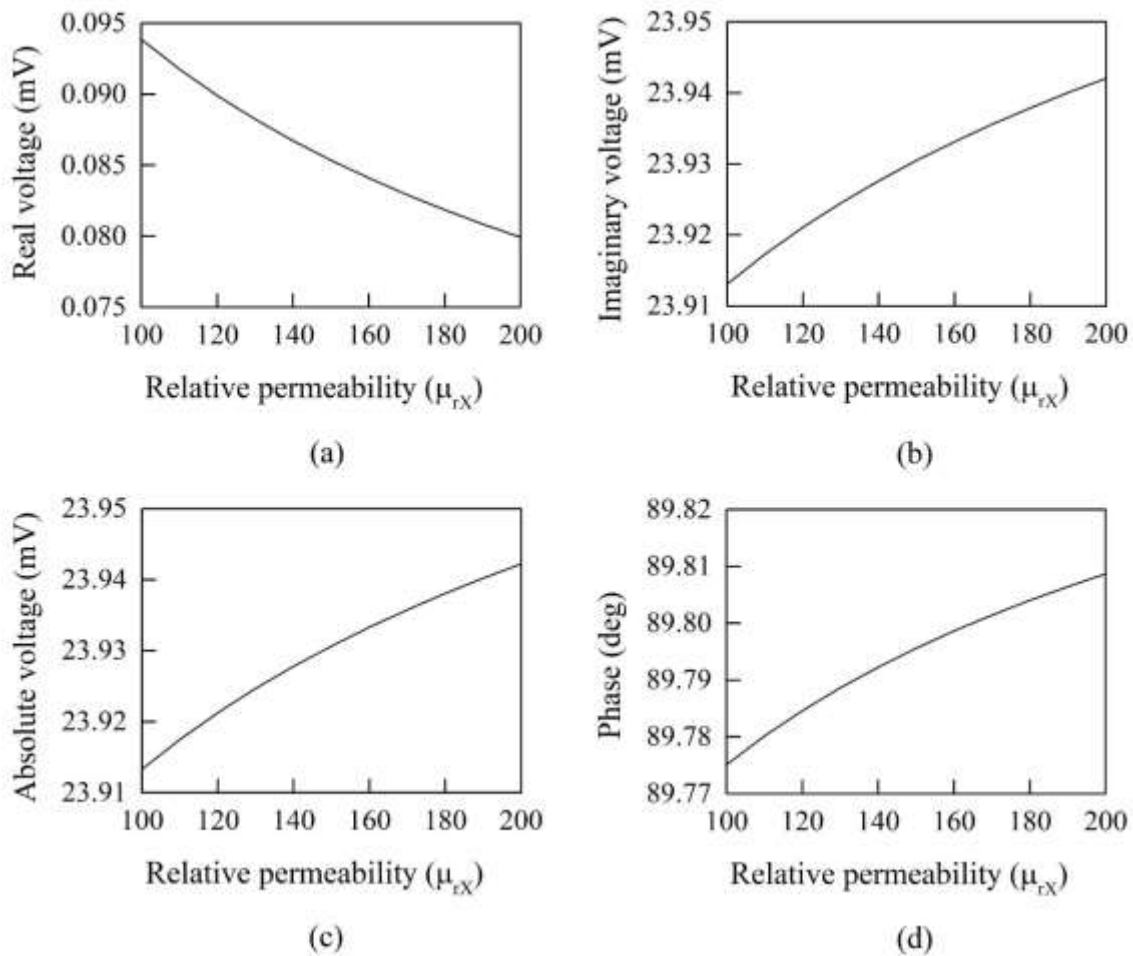 Real voltage (mV)
0.095
0.090
0.085
0.080
0.075
100 120 140 160 180 200
Relative permeability (μrX)
(a)
Imaginary voltage (mV)
23.95
23.94
23.93
23.92
23.91
100 120 140 160 180 200
Relative permeability (μrX)
(b)
Absolute voltage (mV)
23.95
23.94
23.93
23.92
23.91
100 120 140 160 180 200
Relative permeability (μrX)
(c)
Phase (deg)
89.82
89.81
89.80
89.79
89.78
89.77
100 120 140 160 180 200
Relative permeability (μrX)
(d)